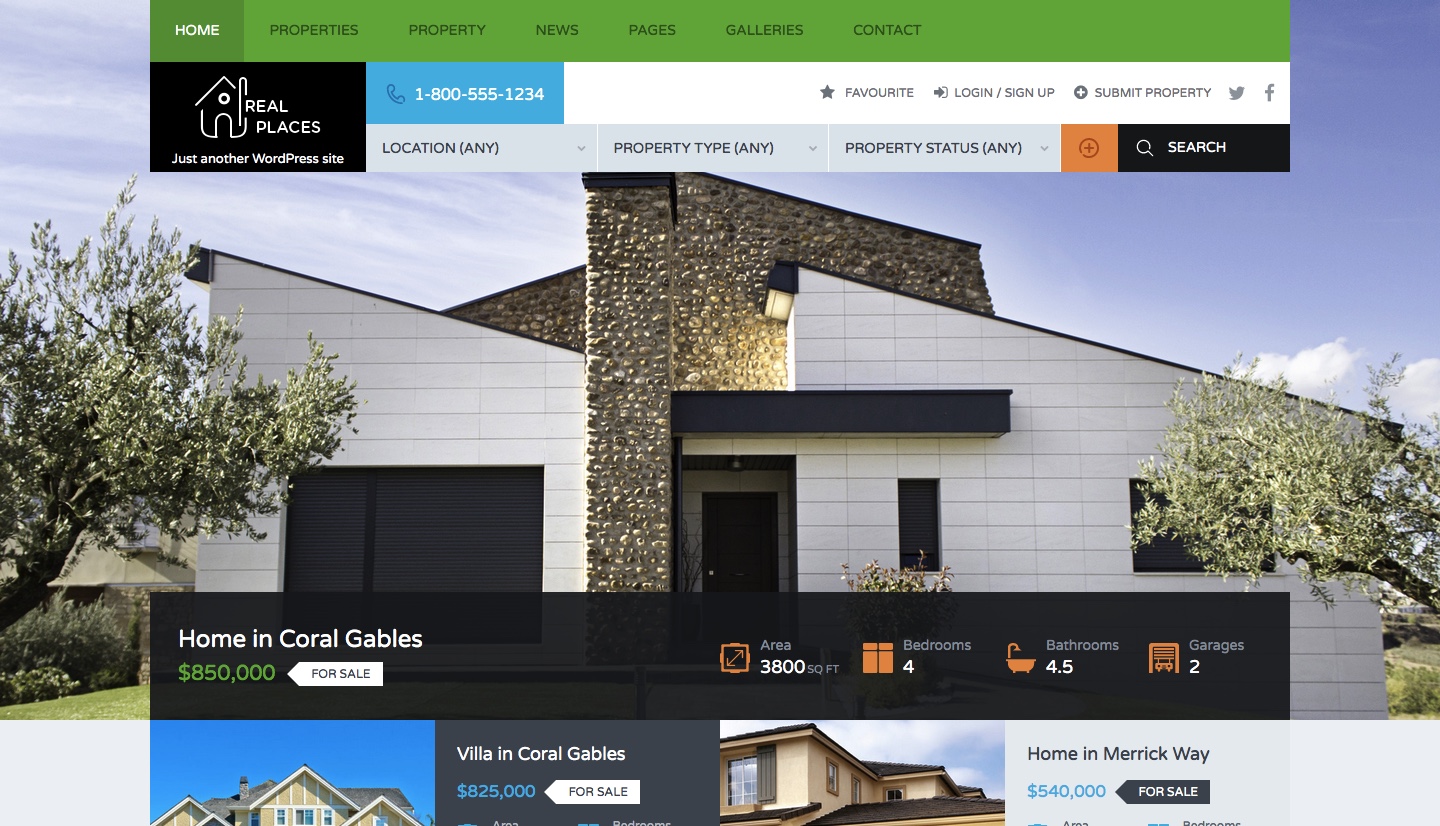 HOME PROPERTIES PROPERTY NEWS PAGES GALLERIES CONTACT
REAL
PLACES
Just another WordPress site
1-800-555-1234
FAVOURITE LOGIN / SIGN UP SUBMIT PROPERTY
LOCATION (ANY) PROPERTY TYPE (ANY) PROPERTY STATUS (ANY) SEARCH
Home in Coral Gables
$850,000 FOR SALE
Area Bedrooms Bathrooms Garages
3800 SQ FT 4 4.5 2
Villa in Coral Gables
$825,000 FOR SALE
Area Bedrooms
Home in Merrick Way
$540,000 FOR SALE
Area Bedrooms